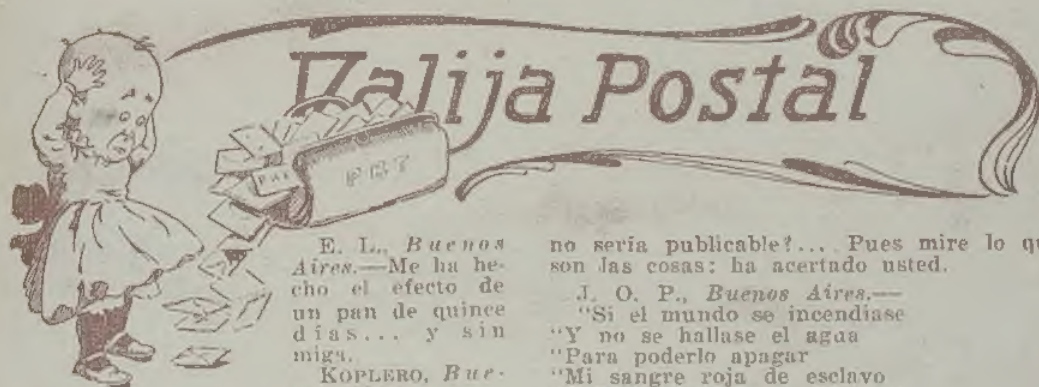 Valija Postal
PBT
E. L., Buenos
Aires.—Me ha he-
cho el efecto de
un pan de quince
días... y sin
miga.
KOPLERO, Bue-
no sería publicable?... Pues mire lo qu
son las cosas: ha acertado usted.
J. O. P., Buenos Aires.—
"Si el mundo se incendiase
"Y no se hallase el agua
"Para poderlo apagar
"Mi sangre roja de esclavo